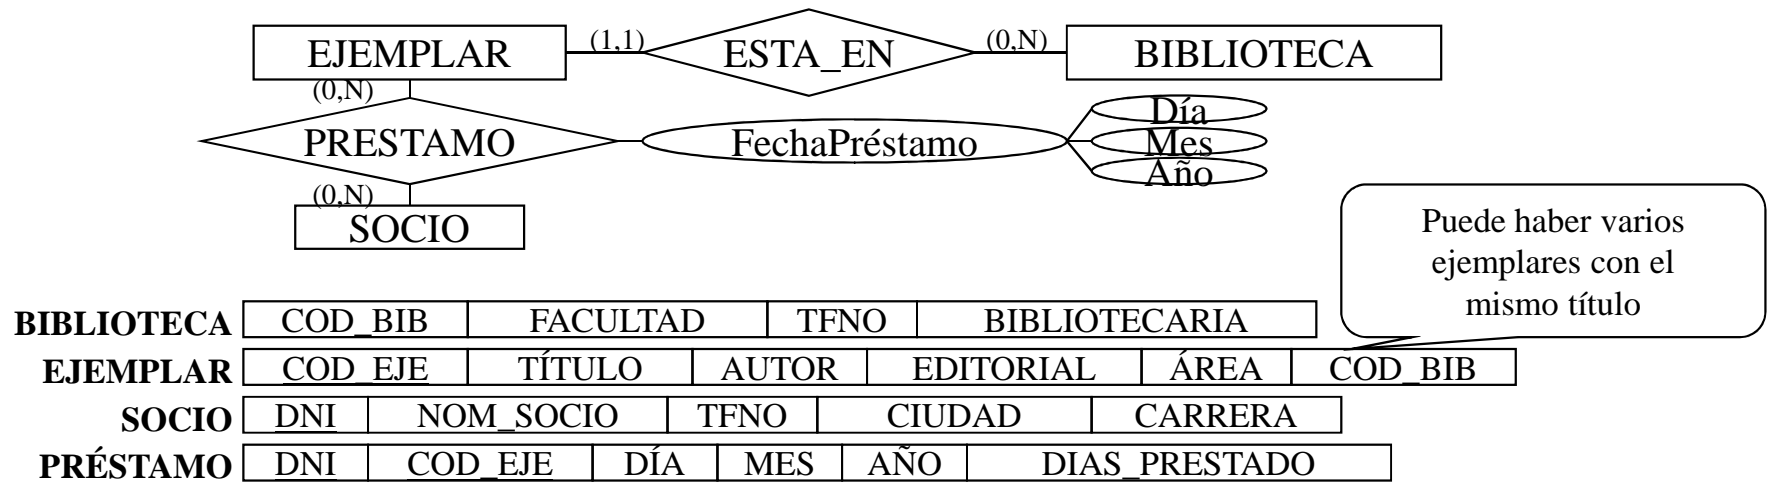 EJEMPLAR (1,1) ESTA_EN (0,N) BIBLIOTECA
(0,N)
PRESTAMO FechaPréstamo Día
Mes
Año
(0,N)
SOCIO
Puede haber varios
ejemplares con el
mismo título
BIBLIOTECA COD_BIB FACULTAD TFNO BIBLIOTECARIA
EJEMPLAR COD_EJE TÍTULO AUTOR EDITORIAL ÁREA COD_BIB
SOCIO DNI NOM_SOCIO TFNO CIUDAD CARRERA
PRÉSTAMO DNI COD_EJE DÍA MES AÑO DIAS_PRESTADO